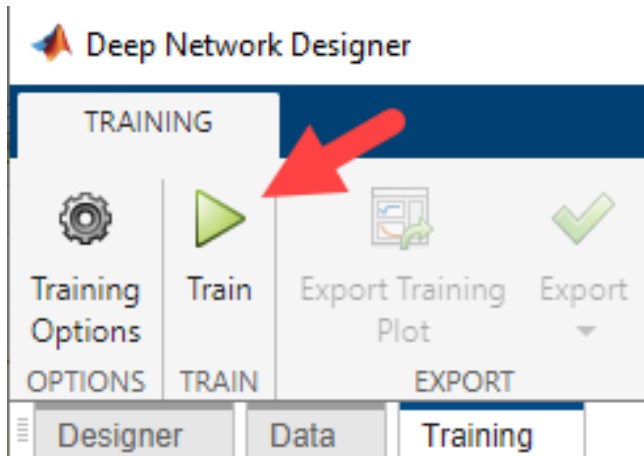 Deep Network Designer
TRAINING
Training
Options
Train
Export Training
Plot
Export
OPTIONS
TRAIN
EXPORT
Designer
Data
Training